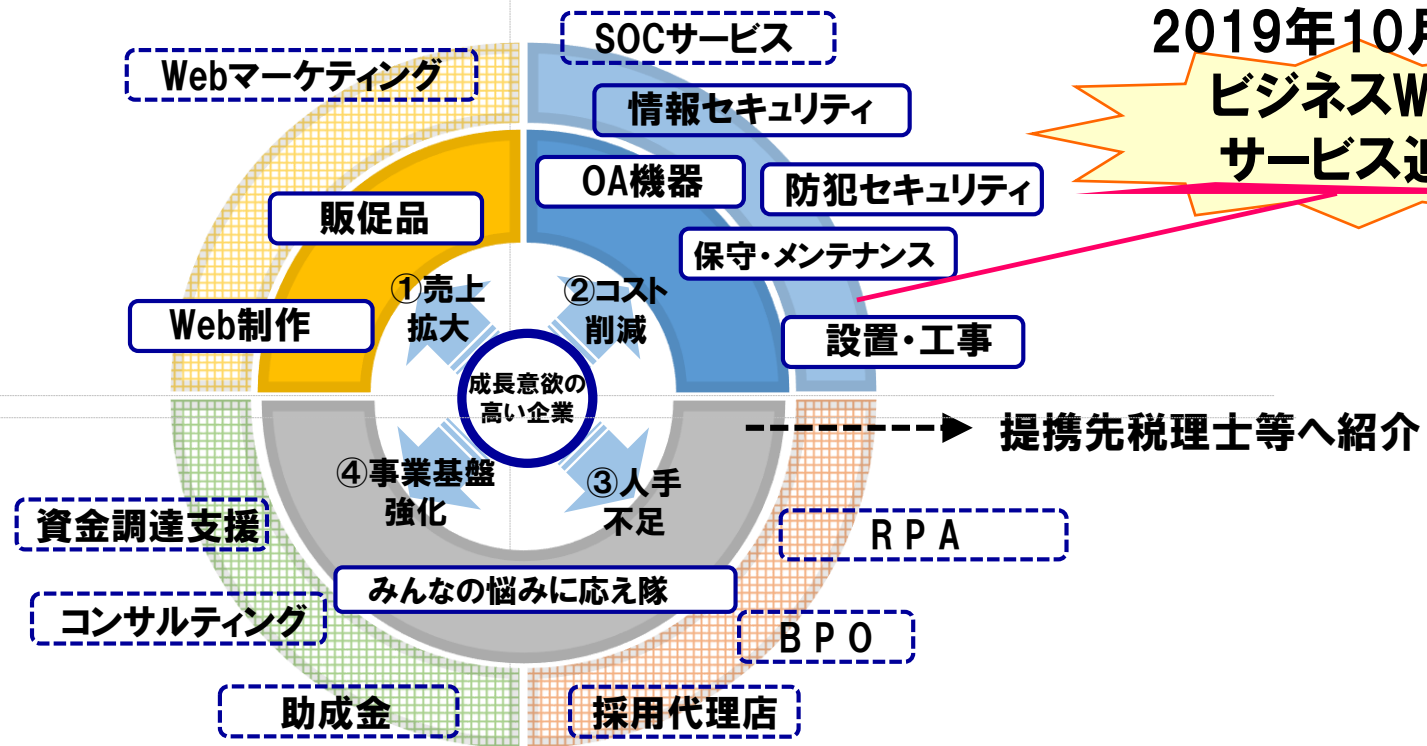 2019年10月
ビジネスW
サービス追
SOCサービス
Webマーケティング
情報セキュリティ
OA機器
防犯セキュリティ
販促品
保守・メンテナンス
①売上
拡大
②コスト
削減
Web制作
設置・工事
成長意欲の
高い企業
提携先税理士等へ紹介
④事業基盤
強化
③人手
不足
資金調達支援
RPA
みんなの悩みに応え隊
コンサルティング
BPO
助成金
採用代理店